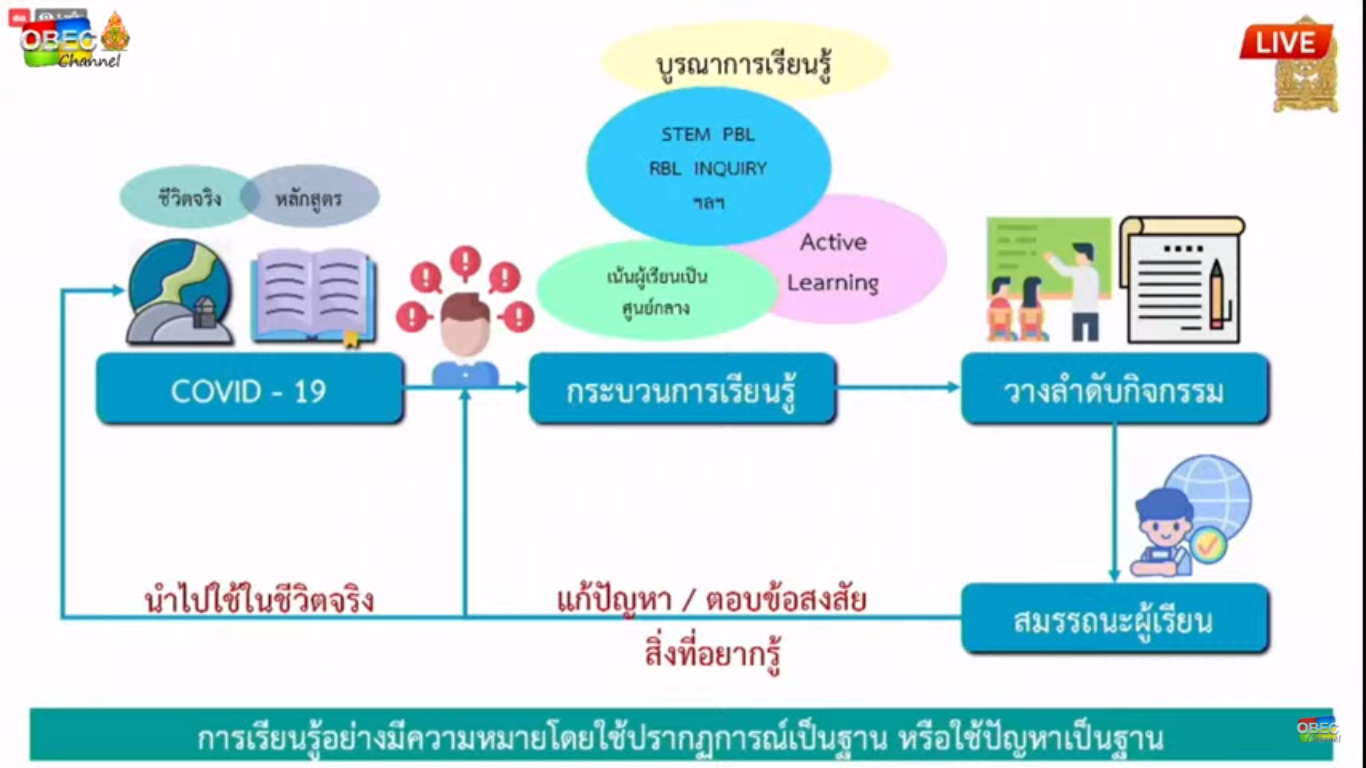 OBEC
Channel
LIVE
บูรณาการเรียนรู้
STEM PBL
RBL INQUIRY
ฯลฯ
ชีวิตจริง
หลักสูตร
Active
Learning
เน้นผู้เรียนเป็น
ศูนย์กลาง
COVID - 19
กระบวนการเรียนรู้
วางลำดับกิจกรรม
นำไปใช้ในชีวิตจริง
แก้ปัญหา / ตอบข้อสงสัย
สิ่งที่อยากรู้
สมรรถนะผู้เรียน
การเรียนรู้อย่างมีความหมายโดยใช้ปรากฏการณ์เป็นฐาน หรือใช้ปัญหาเป็นฐาน
OBEC